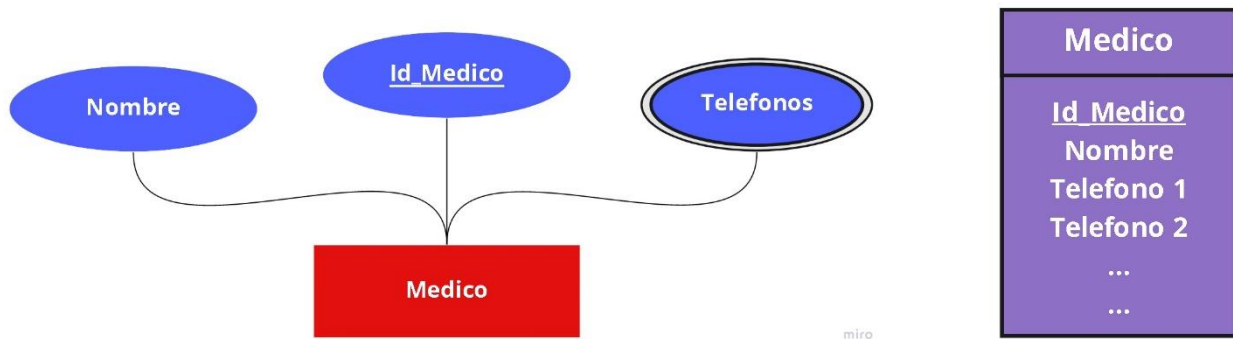 Nombre
Id_Medico
Telefonos
Medico
miro
Medico
Id_Medico
Nombre
Telefono 1
Telefono 2
...
...